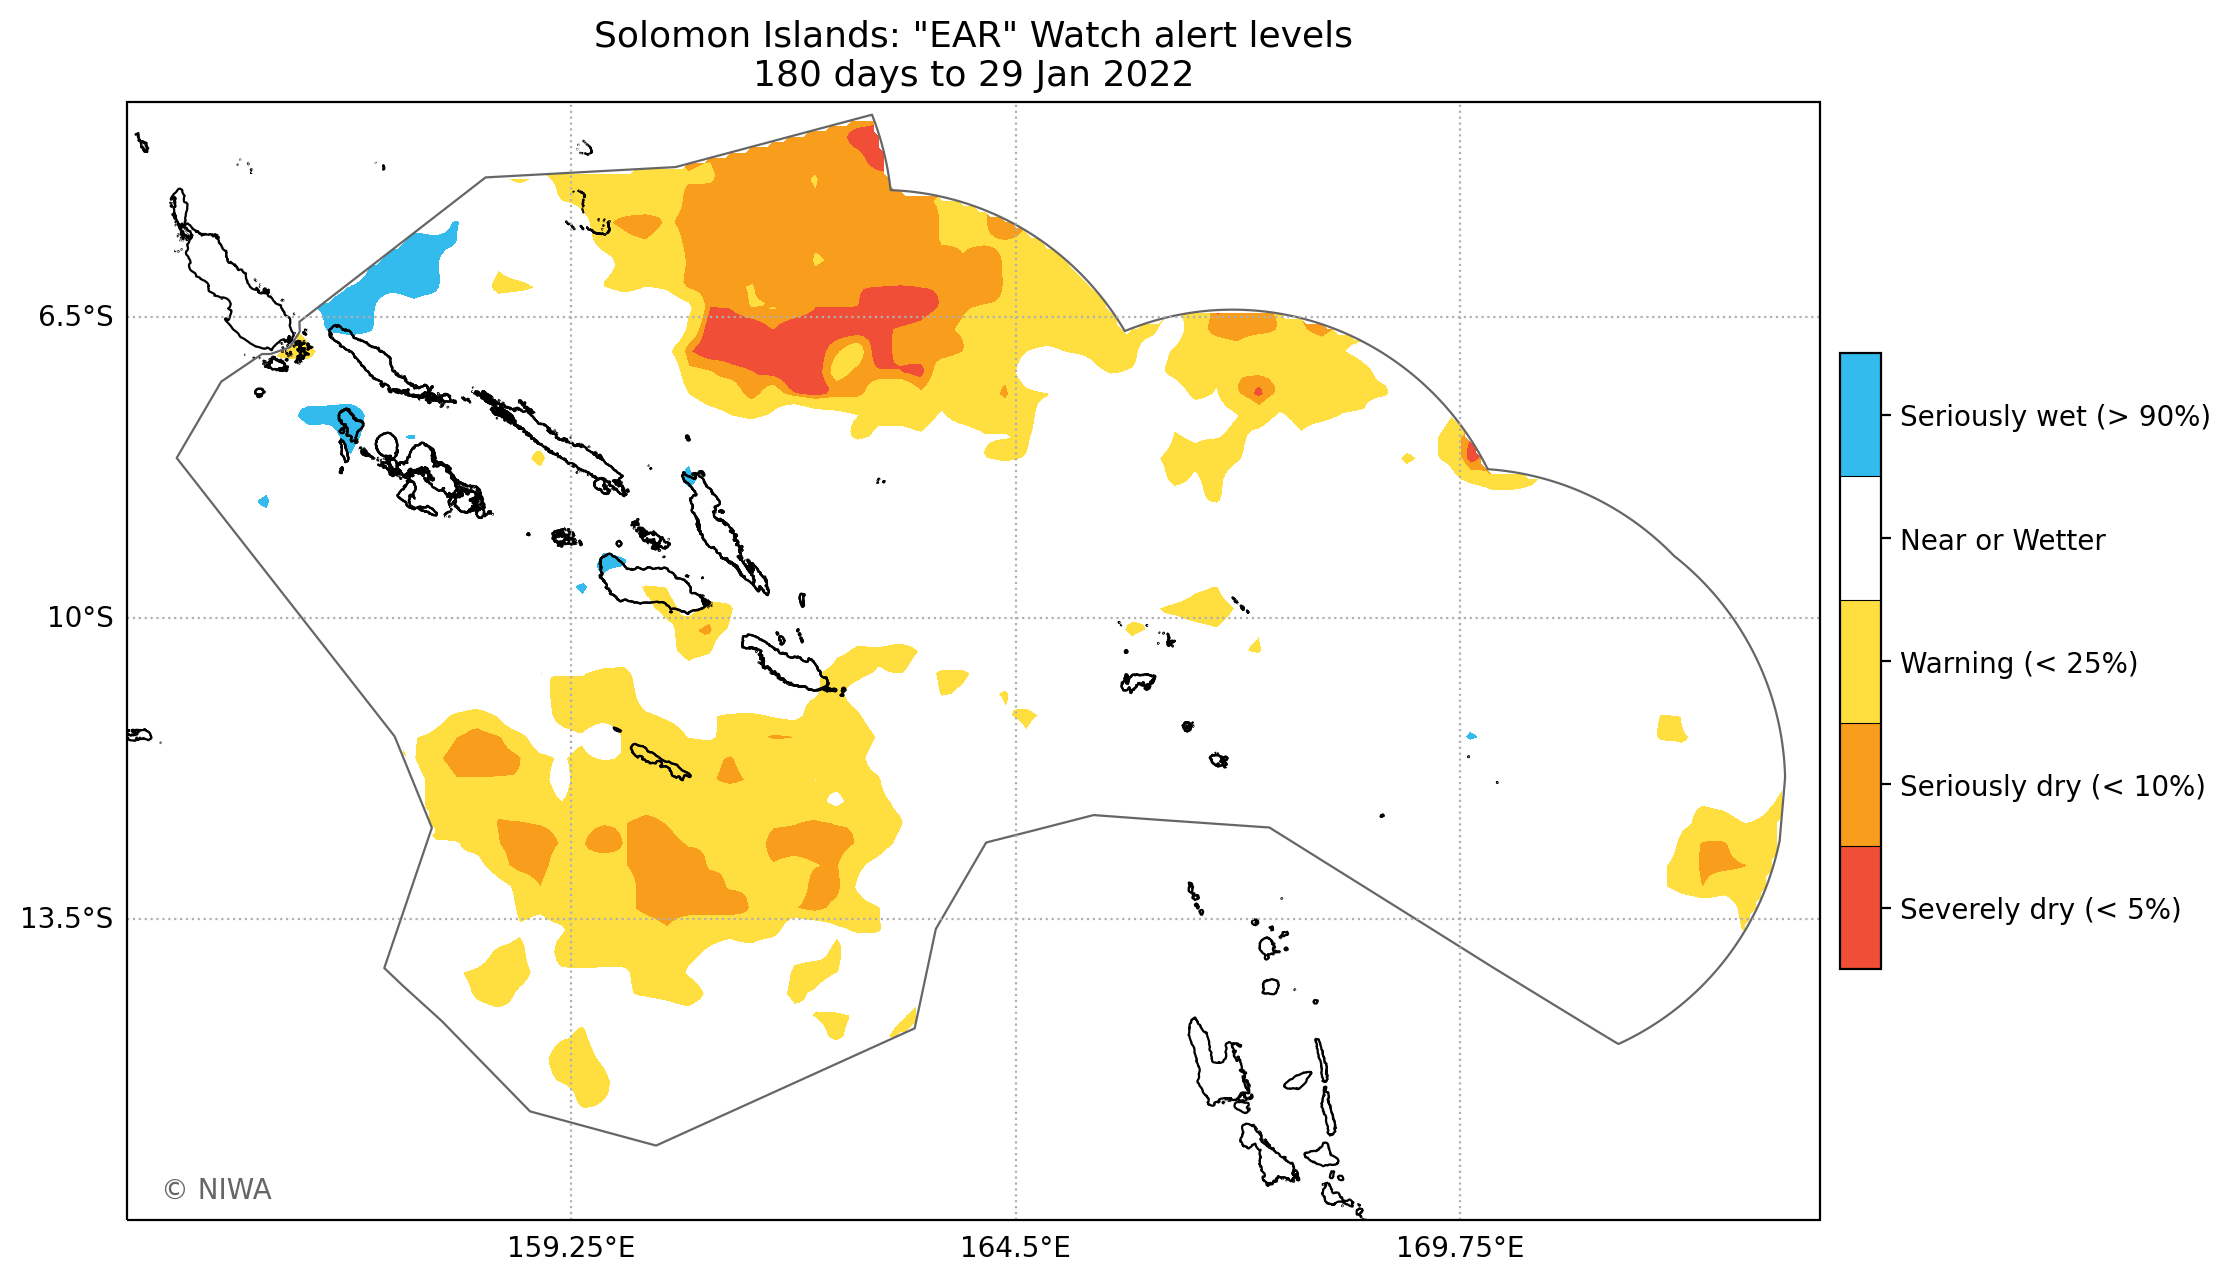 Solomon Islands: "EAR" Watch alert levels
180 days to 29 Jan 2022
6.5°S
10°S
13.5°S
159.25°E
164.5°E
169.75°E
© NIWA
Seriously wet (> 90%)
Near or Wetter
Warning (< 25%)
Seriously dry (< 10%)
Severely dry (< 5%)